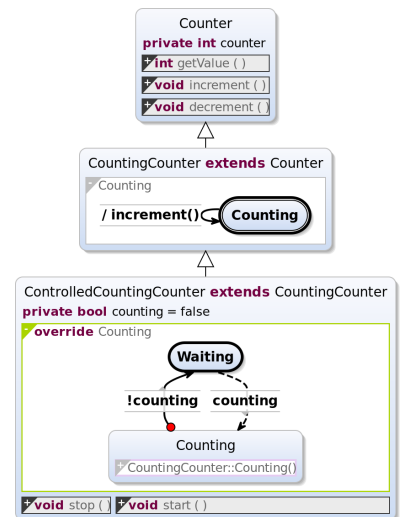 Counter
private int counter
+ int getValue ( )
+ void increment ( )
+ void decrement ( )
CountingCounter extends Counter
- Counting
/ increment()
Counting
ControlledCountingCounter extends CountingCounter
private bool counting = false
- override Counting
Waiting
!counting
counting
Counting
+ CountingCounter::Counting()
+ void stop ( )
+ void start ( )